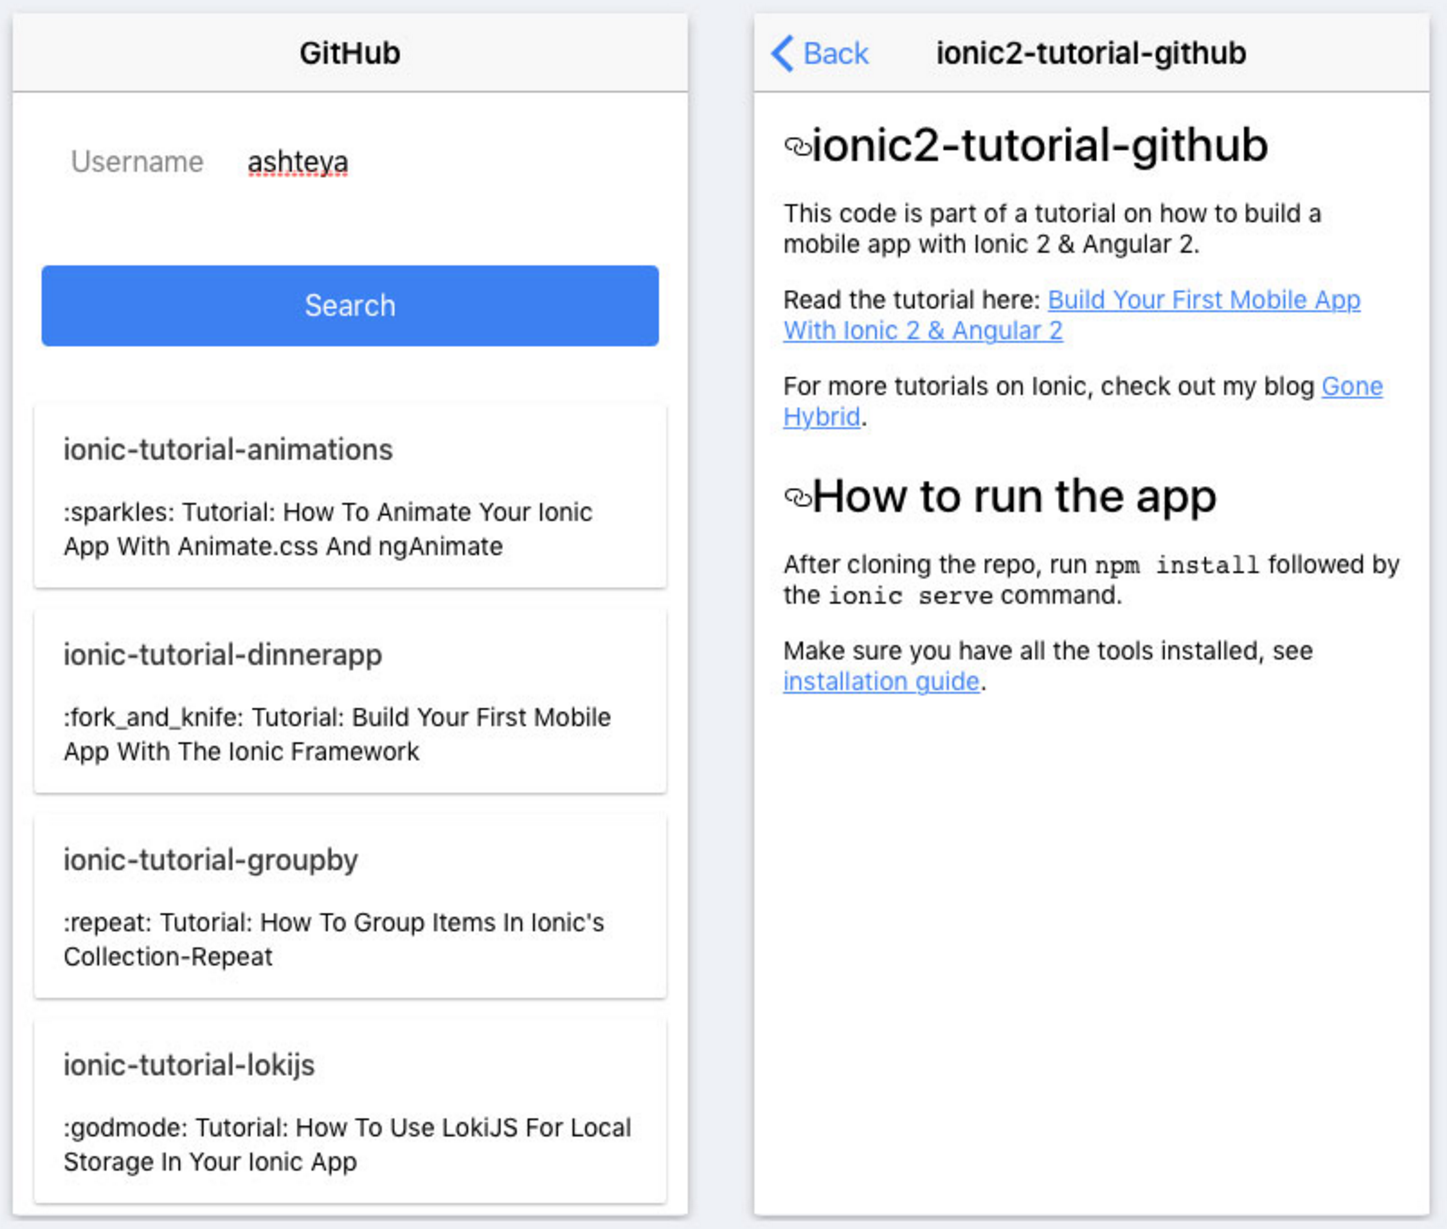 GitHub
Username ashteya
Search
ionic-tutorial-animations
:sparkles: Tutorial: How To Animate Your Ionic
App With Animate.css And ngAnimate
ionic-tutorial-dinnerapp
:fork_and_knife: Tutorial: Build Your First Mobile
App With The Ionic Framework
ionic-tutorial-groupby
:repeat: Tutorial: How To Group Items In Ionic's
Collection-Repeat
ionic-tutorial-lokijs
:godmode: Tutorial: How To Use LokiJS For Local
Storage In Your Ionic App
Back ionic2-tutorial-github
ionic2-tutorial-github
This code is part of a tutorial on how to build a
mobile app with Ionic 2 & Angular 2.
Read the tutorial here: Build Your First Mobile App
With Ionic 2 & Angular 2
For more tutorials on Ionic, check out my blog Gone
Hybrid.
How to run the app
After cloning the repo, run npm install followed by
the ionic serve command.
Make sure you have all the tools installed, see
installation guide.